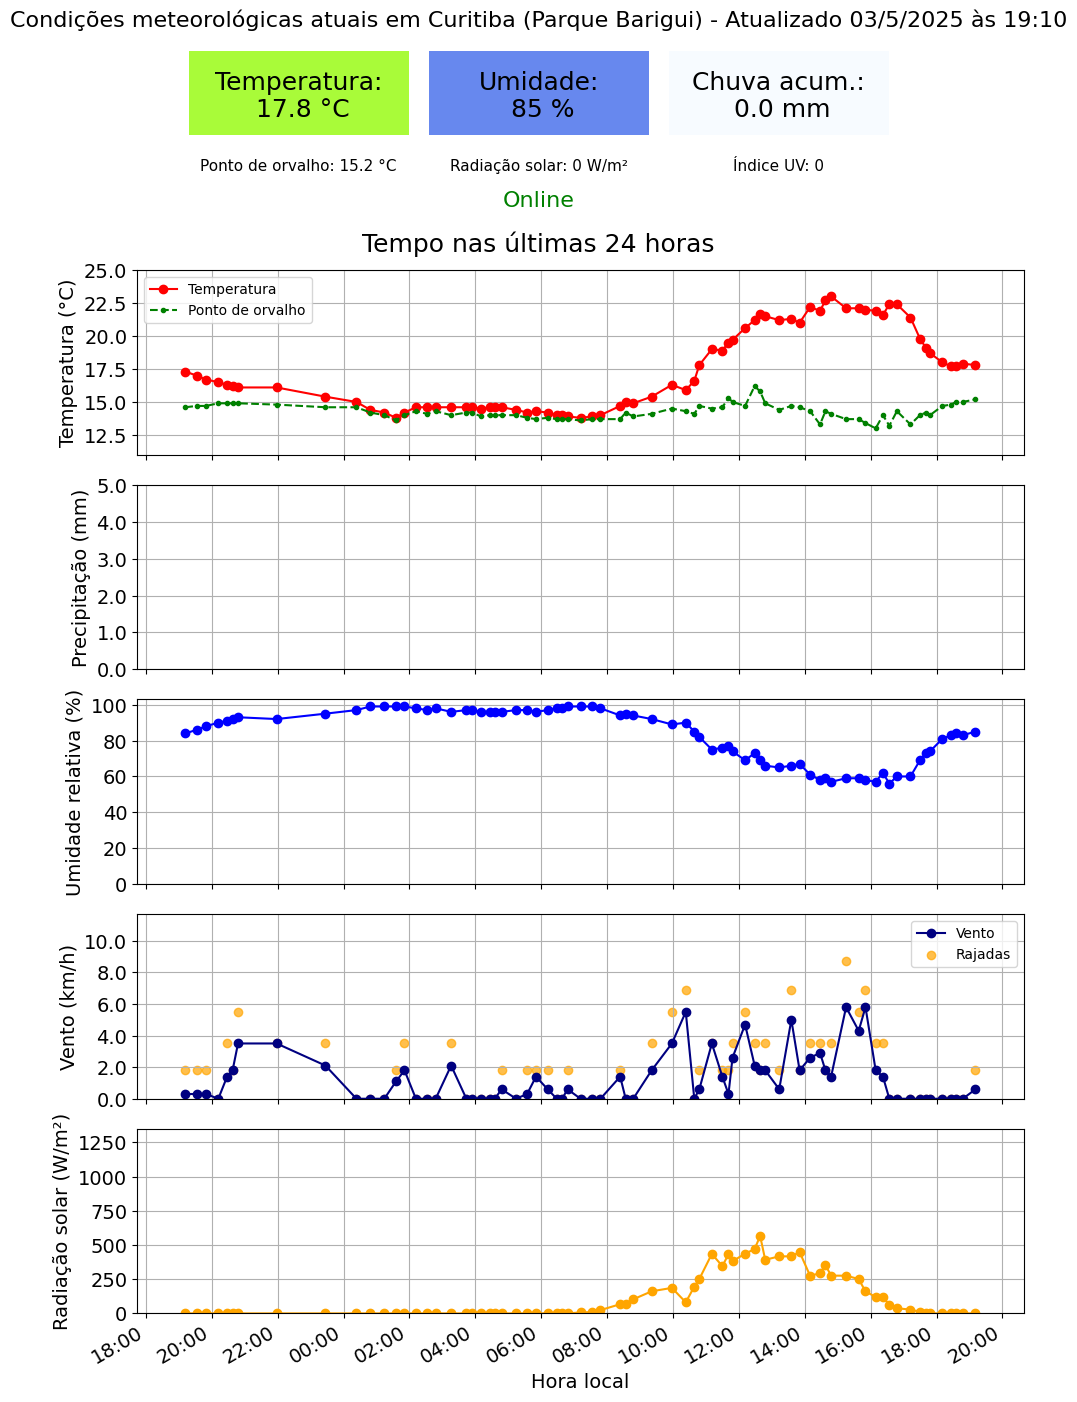 Condições meteorológicas atuais em Curitiba (Parque Barigui) - Atualizado 03/5/2025 às 19:10
Temperatura:
17.8 °C
Umidade:
85 %
Chuva acum.:
0.0 mm
Ponto de orvalho: 15.2 °C
Radiação solar: 0 W/m²
Índice UV: 0
Online
Tempo nas últimas 24 horas
Temperatura (°C)
25.0
22.5
20.0
17.5
15.0
12.5
Temperatura
Ponto de orvalho
Precipitação (mm)
5.0
4.0
3.0
2.0
1.0
0.0
Umidade relativa (%)
100
80
60
40
20
0
Vento (km/h)
10.0
8.0
6.0
4.0
2.0
0.0
Vento
Rajadas
Radiação solar (W/m²)
1250
1000
750
500
250
0
18:00
20:00
22:00
00:00
02:00
04:00
06:00
08:00
10:00
12:00
14:00
16:00
18:00
20:00
Hora local